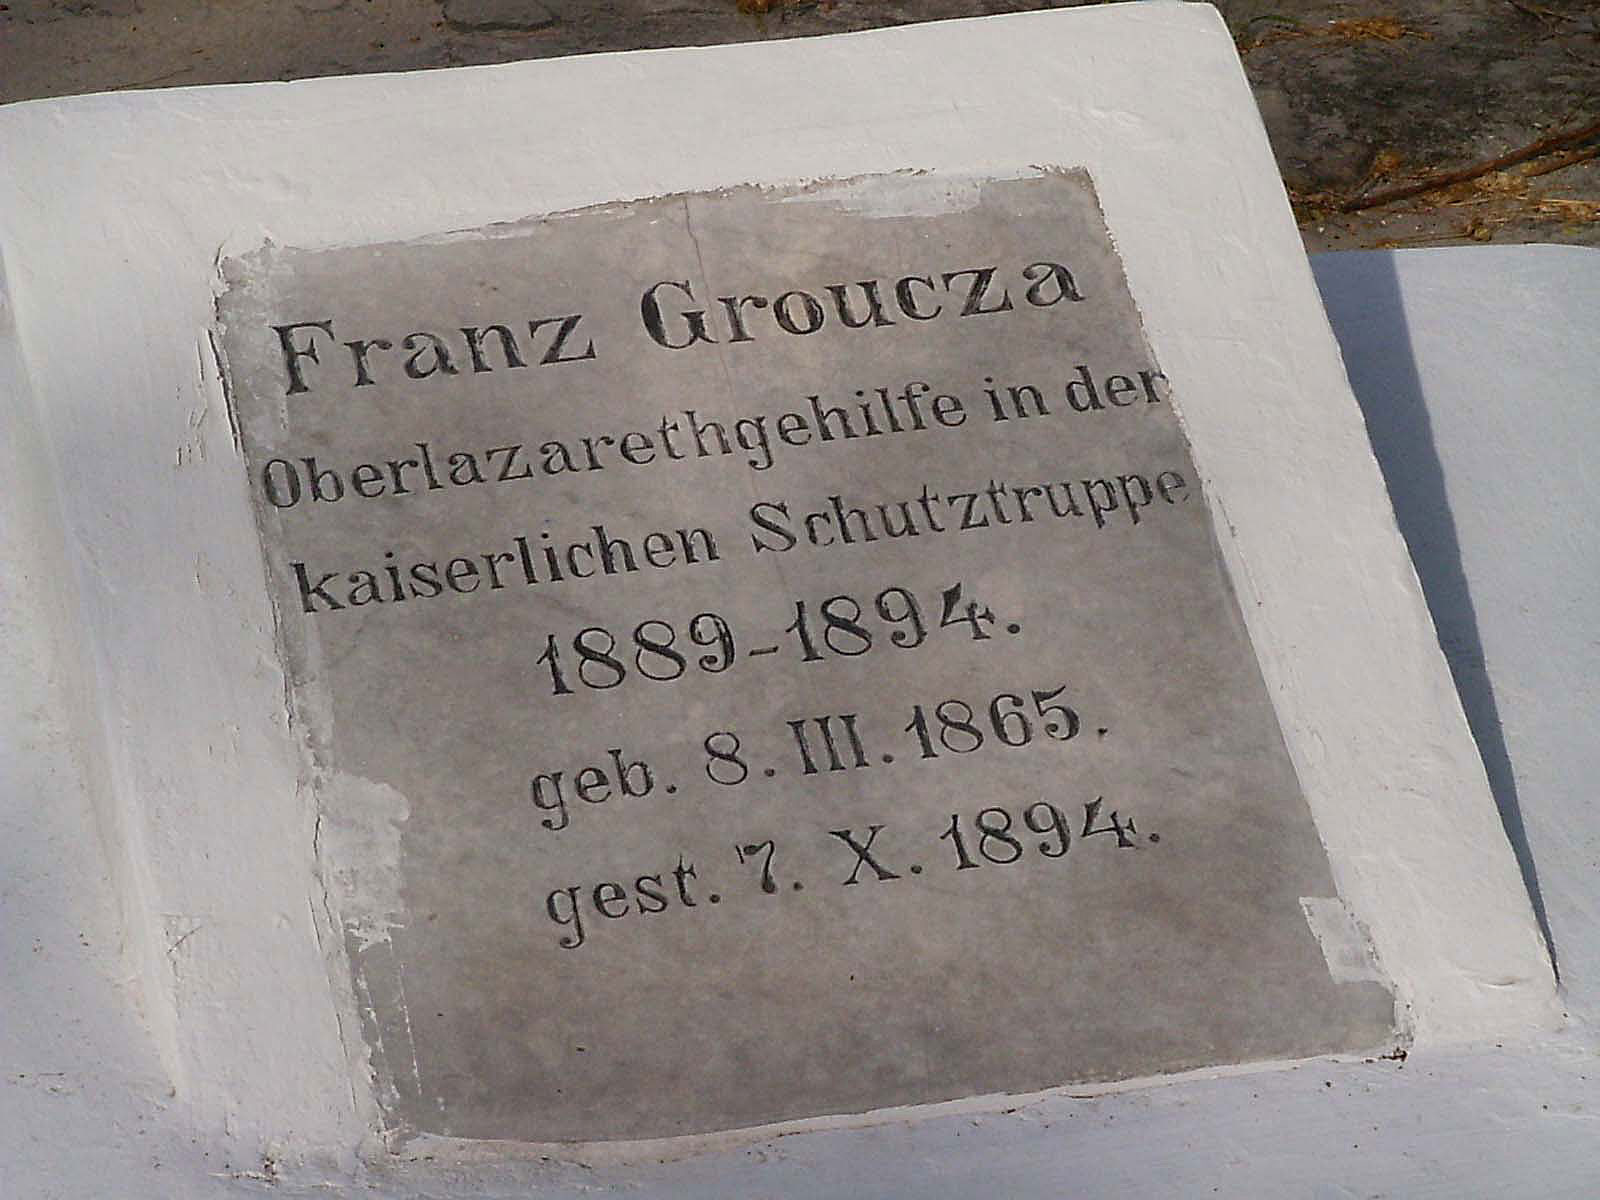 Franz Groucza
Oberlazarethgehilfe in der
kaiserlichen Schutztruppe
1889-1894.
geb. 8. III. 1865.
gest. 7. X. 1894.